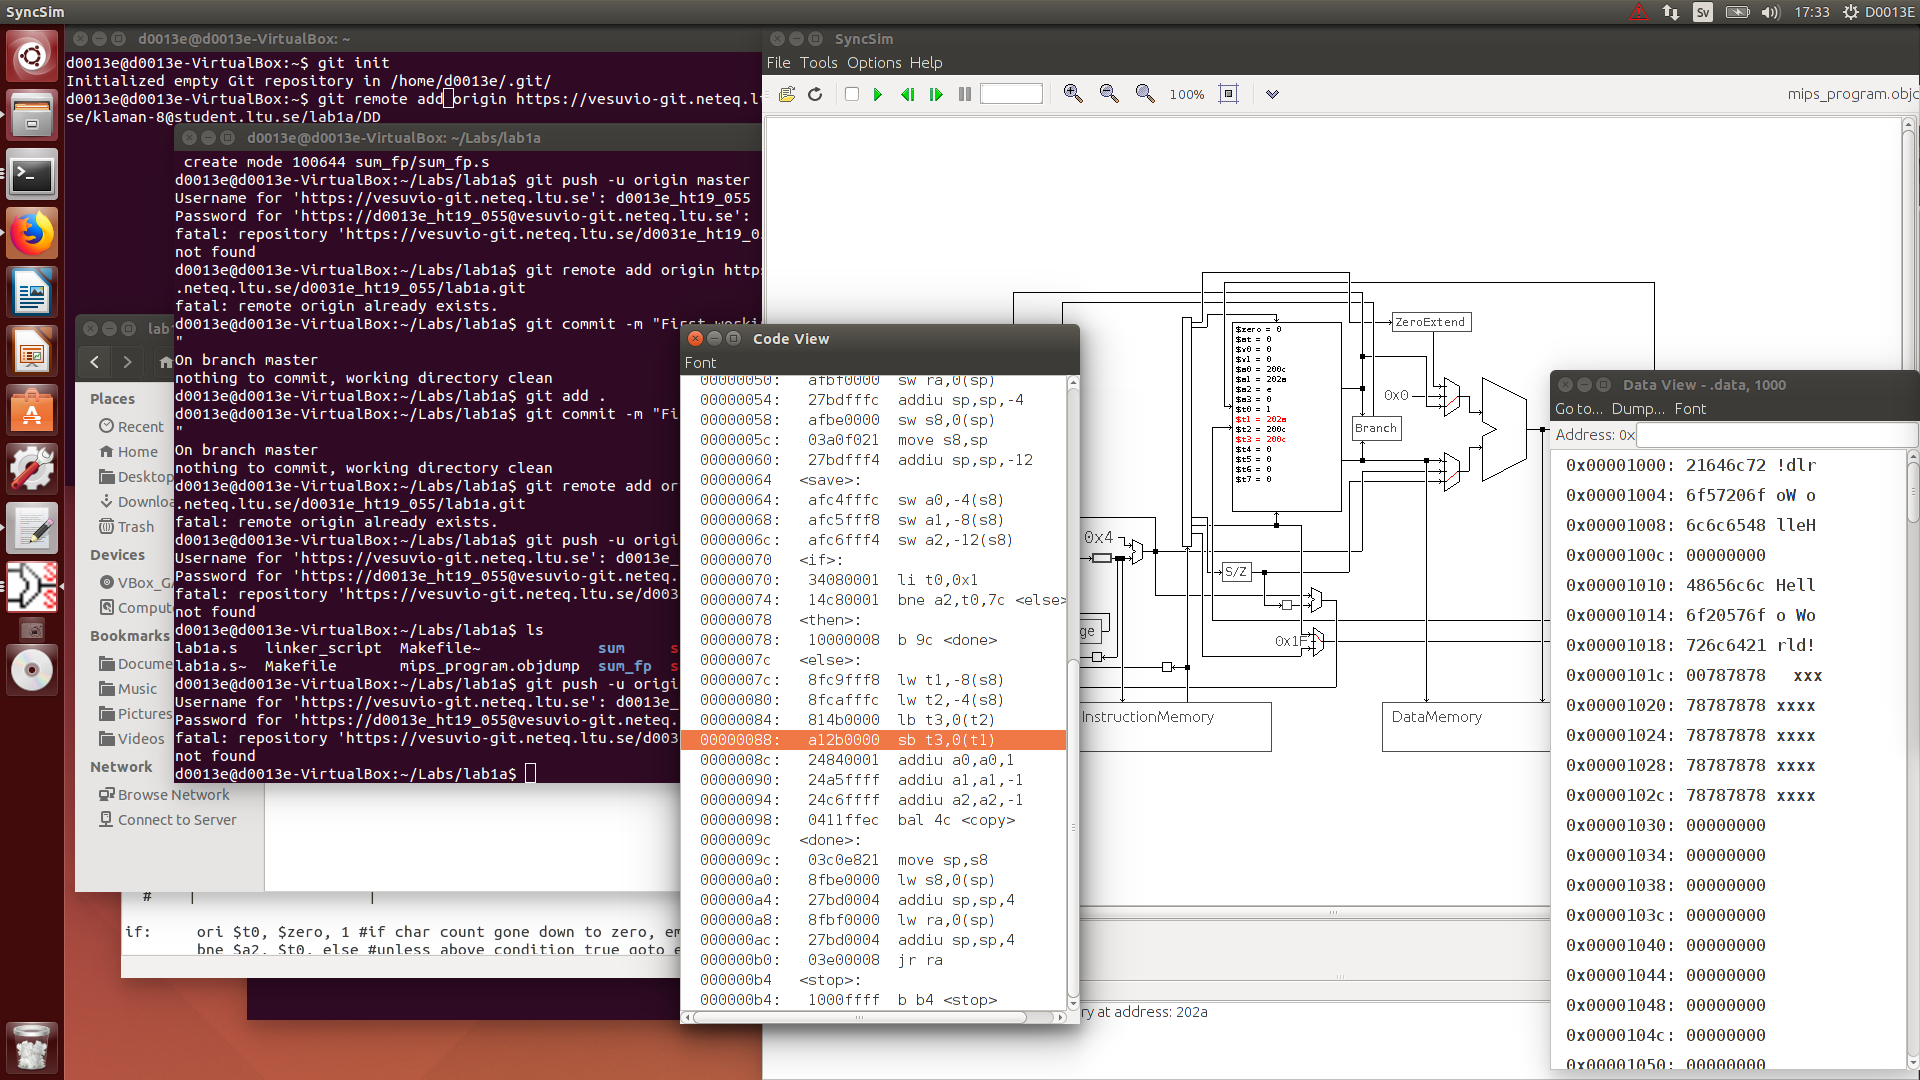 SyncSim
Sv
17:33
D0013E
d0013e@d0013e-VirtualBox: ~
d0013e@d0013e-VirtualBox:~$ git init
Initialized empty Git repository in /home/d0013e/.git/
d0013e@d0013e-VirtualBox:~$ git remote add origin https://vesuvio-git.neteq.lt
se/klaman-8@student.ltu.se/lab1a/DD
d0013e@d0013e-VirtualBox: ~/Labs/lab1a
create mode 100644 sum_fp/sum_fp.s
d0013e@d0013e-VirtualBox:~/Labs/lab1a$ git push -u origin master
Username for 'https://vesuvio-git.neteq.ltu.se': d0013e_ht19_055
Password for 'https://d0013e_ht19_055@vesuvio-git.neteq.ltu.se':
fatal: repository 'https://vesuvio-git.neteq.ltu.se/d0031e_ht19_0
not found
d0013e@d0013e-VirtualBox:~/Labs/lab1a$ git remote add origin http
.neteq.ltu.se/d0031e_ht19_055/lab1a.git
fatal: remote origin already exists.
d0013e@d0013e-VirtualBox:~/Labs/lab1a$ git commit -m "First worki
"
On branch master
nothing to commit, working directory clean
d0013e@d0013e-VirtualBox:~/Labs/lab1a$ git add .
d0013e@d0013e-VirtualBox:~/Labs/lab1a$ git commit -m "Fi
"
On branch master
nothing to commit, working directory clean
d0013e@d0013e-VirtualBox:~/Labs/lab1a$ git remote add or
.neteq.ltu.se/d0031e_ht19_055/lab1a.git
fatal: remote origin already exists.
d0013e@d0013e-VirtualBox:~/Labs/lab1a$ git push -u origi
Username for 'https://vesuvio-git.neteq.ltu.se': d0013e_
Password for 'https://d0013e_ht19_055@vesuvio-git.neteq.
fatal: repository 'https://vesuvio-git.neteq.ltu.se/d003
not found
d0013e@d0013e-VirtualBox:~/Labs/lab1a$ ls
lab1a.s linker_script Makefile~ sum s
lab1a.s~ Makefile mips_program.objdump sum_fp s
d0013e@d0013e-VirtualBox:~/Labs/lab1a$ git push -u origi
Username for 'https://vesuvio-git.neteq.ltu.se': d0013e_
Password for 'https://d0013e_ht19_055@vesuvio-git.neteq.
fatal: repository 'https://vesuvio-git.neteq.ltu.se/d003
not found
d0013e@d0013e-VirtualBox:~/Labs/lab1a$
lab1
Places
Recent
Home
Desktop
Downloa
Trash
Devices
VBox_GA
Compute
Bookmarks
Docume
Music
Pictures
Videos
Network
Browse Network
Connect to Server
# | |
if: ori $t0, $zero, 1 #if char count gone down to zero, em
bne $a2, $t0, else #unless above condition true goto e
SyncSim
File Tools Options Help
100%
mips_program.objc
$zero = 0
$at = 0
$v0 = 0
$v1 = 0
$a0 = 200c
$a1 = 202a
$a2 = e
$a3 = 0
$t0 = 1
$t1 = 202a
$t2 = 200c
$t3 = 200c
$t4 = 0
$t5 = 0
$t6 = 0
$t7 = 0
ZeroExtend
0x0
Branch
0x4
S/Z
ge
0x1F
InstructionMemory
DataMemory
ry at address: 202a
Code View
Font
00000050: afbf0000 sw ra,0(sp)
00000054: 27bdfffc addiu sp,sp,-4
00000058: afbe0000 sw s8,0(sp)
0000005c: 03a0f021 move s8,sp
00000060: 27bdfff4 addiu sp,sp,-12
00000064 <save>:
00000064: afc4fffc sw a0,-4(s8)
00000068: afc5fff8 sw a1,-8(s8)
0000006c: afc6fff4 sw a2,-12(s8)
00000070 <if>:
00000070: 34080001 li t0,0x1
00000074: 14c80001 bne a2,t0,7c <else>
00000078 <then>:
00000078: 10000008 b 9c <done>
0000007c <else>:
0000007c: 8fc9fff8 lw t1,-8(s8)
00000080: 8fcafffc lw t2,-4(s8)
00000084: 814b0000 lb t3,0(t2)
00000088: a12b0000 sb t3,0(t1)
0000008c: 24840001 addiu a0,a0,1
00000090: 24a5ffff addiu a1,a1,-1
00000094: 24c6ffff addiu a2,a2,-1
00000098: 0411ffec bal 4c <copy>
0000009c <done>:
0000009c: 03c0e821 move sp,s8
000000a0: 8fbe0000 lw s8,0(sp)
000000a4: 27bd0004 addiu sp,sp,4
000000a8: 8fbf0000 lw ra,0(sp)
000000ac: 27bd0004 addiu sp,sp,4
000000b0: 03e00008 jr ra
000000b4 <stop>:
000000b4: 1000ffff b b4 <stop>
Data View - .data, 1000
Go to... Dump... Font
Address: 0x
0x00001000: 21646c72 !dlr
0x00001004: 6f57206f oW o
0x00001008: 6c6c6548 lleH
0x0000100c: 00000000
0x00001010: 48656c6c Hell
0x00001014: 6f20576f o Wo
0x00001018: 726c6421 rld!
0x0000101c: 00787878 xxx
0x00001020: 78787878 xxxx
0x00001024: 78787878 xxxx
0x00001028: 78787878 xxxx
0x0000102c: 78787878 xxxx
0x00001030: 00000000
0x00001034: 00000000
0x00001038: 00000000
0x0000103c: 00000000
0x00001040: 00000000
0x00001044: 00000000
0x00001048: 00000000
0x0000104c: 00000000
0x00001050: 00000000